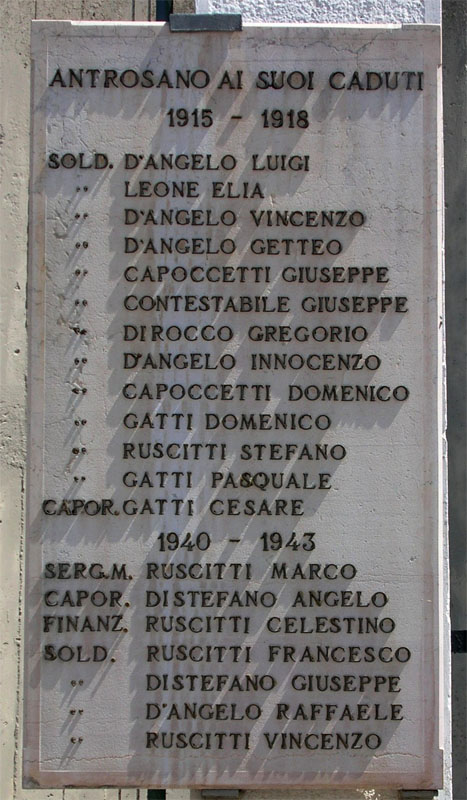 ANTROSANO AI SUOI CADUTI
1915 - 1918
SOLD. D'ANGELO LUIGI
" LEONE ELIA
" D'ANGELO VINCENZO
" D'ANGELO GETTEO
" CAPOCCETTI GIUSEPPE
" CONTESTABILE GIUSEPPE
" DIROCCO GREGORIO
" D'ANGELO INNOCENZO
" CAPOCCETTI DOMENICO
" GATTI DOMENICO
" RUSCITTI STEFANO
" GATTI PASQUALE
CAPOR. GATTI CESARE
1940 - 1943
SERG.M. RUSCITTI MARCO
CAPOR. DISTEFANO ANGELO
FINANZ. RUSCITTI CELESTINO
SOLD. RUSCITTI FRANCESCO
" DISTEFANO GIUSEPPE
" D'ANGELO RAFFAELE
" RUSCITTI VINCENZO